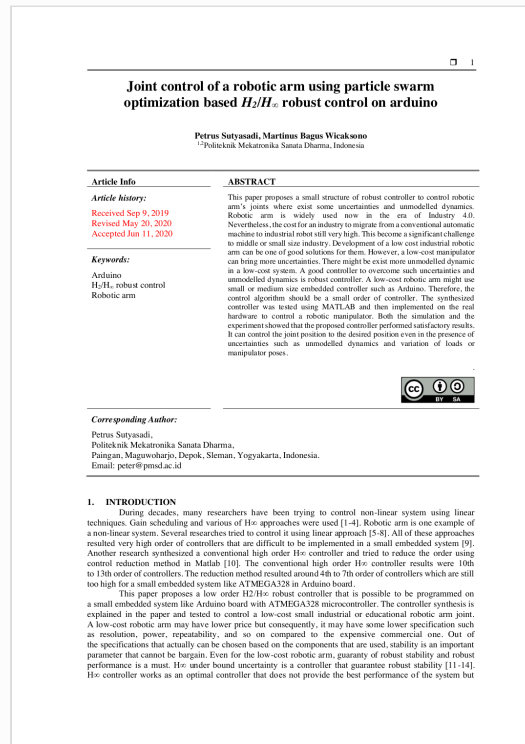 1
Joint control of a robotic arm using particle swarm
optimization based H2/H∞ robust control on arduino
Petrus Sutyasadi, Martinus Bagus Wicaksono
1,2Politeknik Mekatronika Sanata Dharma, Indonesia
Article Info
Article history:
Received Sep 9, 2019
Revised May 20, 2020
Accepted Jun 11, 2020
Keywords:
Arduino
H2/H∞ robust control
Robotic arm
ABSTRACT
This paper proposes a small structure of robust controller to control robotic
arm's joints where exist some uncertainties and unmodelled dynamics.
Robotic arm is widely used now in the era of Industry 4.0.
Nevertheless, the cost for an industry to migrate from a conventional automatic
machine to industrial robot still very high. This become a significant challenge
to middle or small size industry. Development of a low cost industrial robotic
arm can be one of good solutions for them. However, a low-cost manipulator
can bring more uncertainties. There might be exist more unmodelled dynamic
in a low-cost system. A good controller to overcome such uncertainties and
unmodelled dynamics is robust controller. A low-cost robotic arm might use
small or medium size embedded controller such as Arduino. Therefore, the
control algorithm should be a small order of controller. The synthesized
controller was tested using MATLAB and then implemented on the real
hardware to control a robotic manipulator. Both the simulation and the
experiment showed that the proposed controller performed satisfactory results.
It can control the joint position to the desired position even in the presence of
uncertainties such as unmodelled dynamics and variation of loads or
manipulator poses.
.
cc
BY SA
Corresponding Author:
Petrus Sutyasadi,
Politeknik Mekatronika Sanata Dharma,
Paingan, Maguwoharjo, Depok, Sleman, Yogyakarta, Indonesia.
Email: peter@pmsd.ac.id
1. INTRODUCTION
During decades, many researchers have been trying to control non-linear system using linear
techniques. Gain scheduling and various of H∞ approaches were used [1-4]. Robotic arm is one example of
a non-linear system. Several researches tried to control it using linear approach [5-8]. All of these approaches
resulted very high order of controllers that are difficult to be implemented in a small embedded system [9].
Another research synthesized a conventional high order H∞ controller and tried to reduce the order using
control reduction method in Matlab [10]. The conventional high order H∞ controller results were 10th
to 13th order of controllers. The reduction method resulted around 4th to 7th order of controllers which are still
too high for a small embedded system like ATMEGA328 in Arduino board.
This paper proposes a low order H2/H∞ robust controller that is possible to be programmed on
a small embedded system like Arduino board with ATMEGA328 microcontroller. The controller synthesis is
explained in the paper and tested to control a low-cost small industrial or educational robotic arm joint.
A low-cost robotic arm may have lower price but consequently, it may have some lower specification such
as resolution, power, repeatability, and so on compared to the expensive commercial one. Out of
the specifications that actually can be chosen based on the components that are used, stability is an important
parameter that cannot be bargain. Even for the low-cost robotic arm, guaranty of robust stability and robust
performance is a must. H∞ under bound uncertainty is a controller that guarantee robust stability [11-14].
H∞ controller works as an optimal controller that does not provide the best performance of the system but